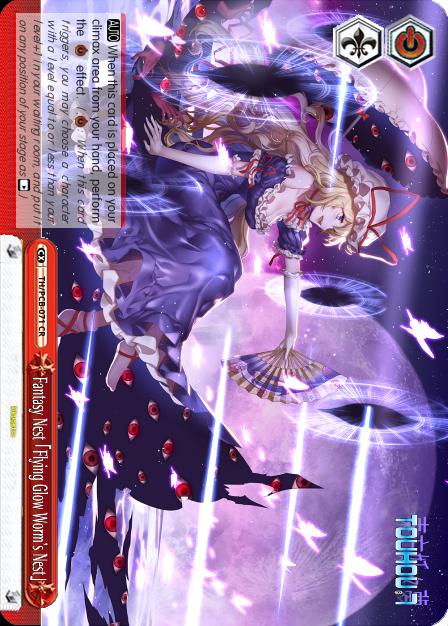 AUTO When this card is placed on your
climax area from your hand, perform
the effect. ( : When this card
triggers, you may choose a character
with a level equal to or less than your
level+1 in your waiting room, and put it
on any position of your stage as .)
CX TH/PCB-071 CR
Fantasy Nest「Flying Glow Worm's Nest」
TOUHOU